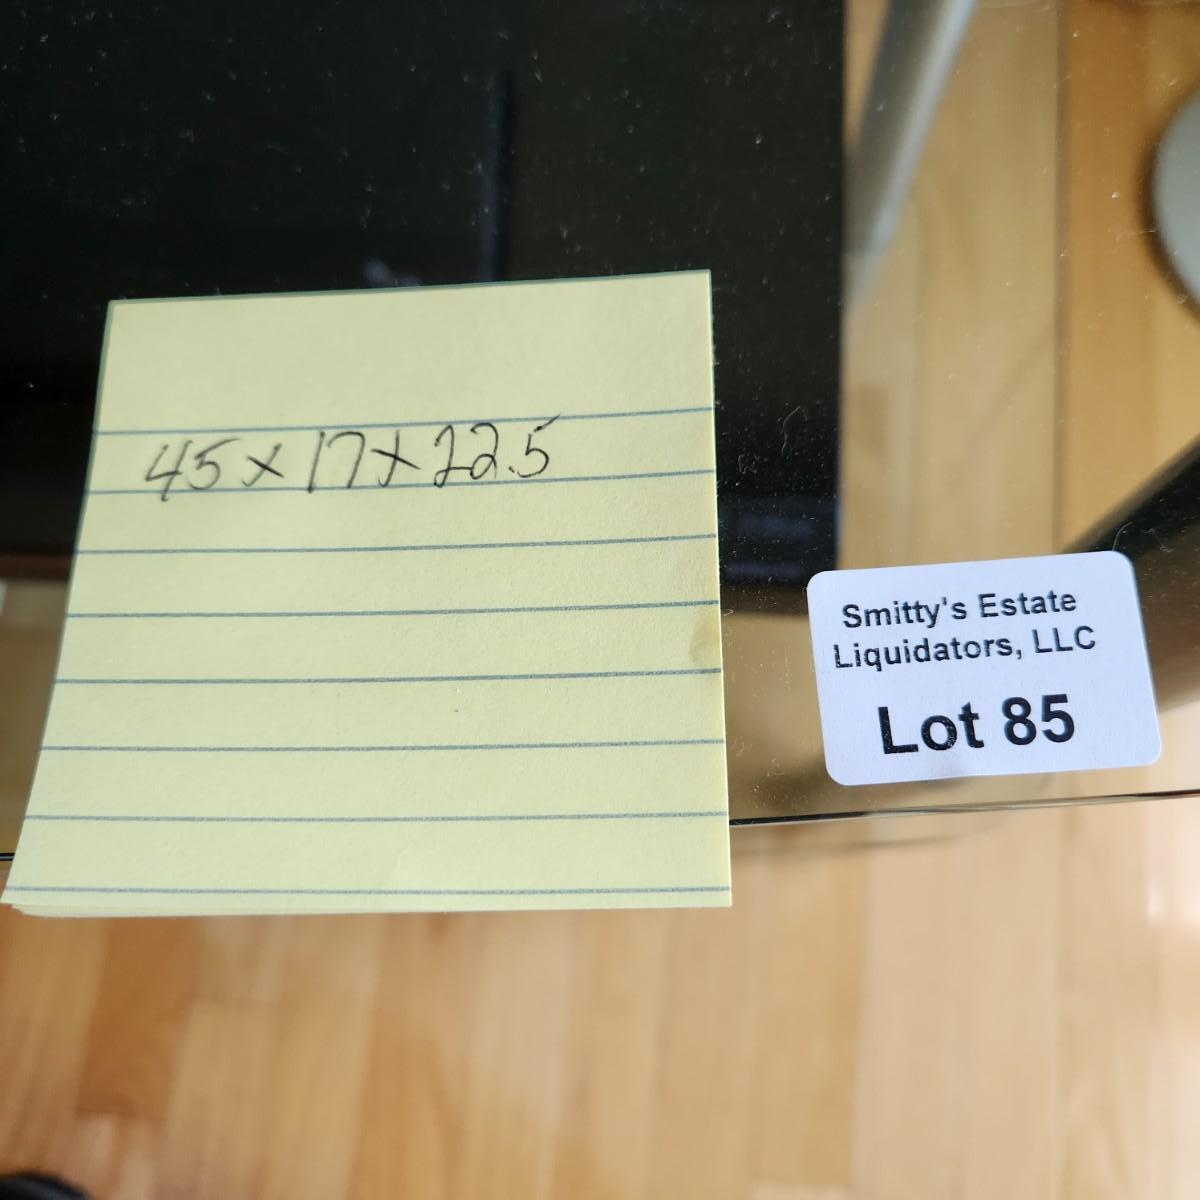 45 x 17 x 22.5
Smitty's Estate
Liquidators, LLC
Lot 85